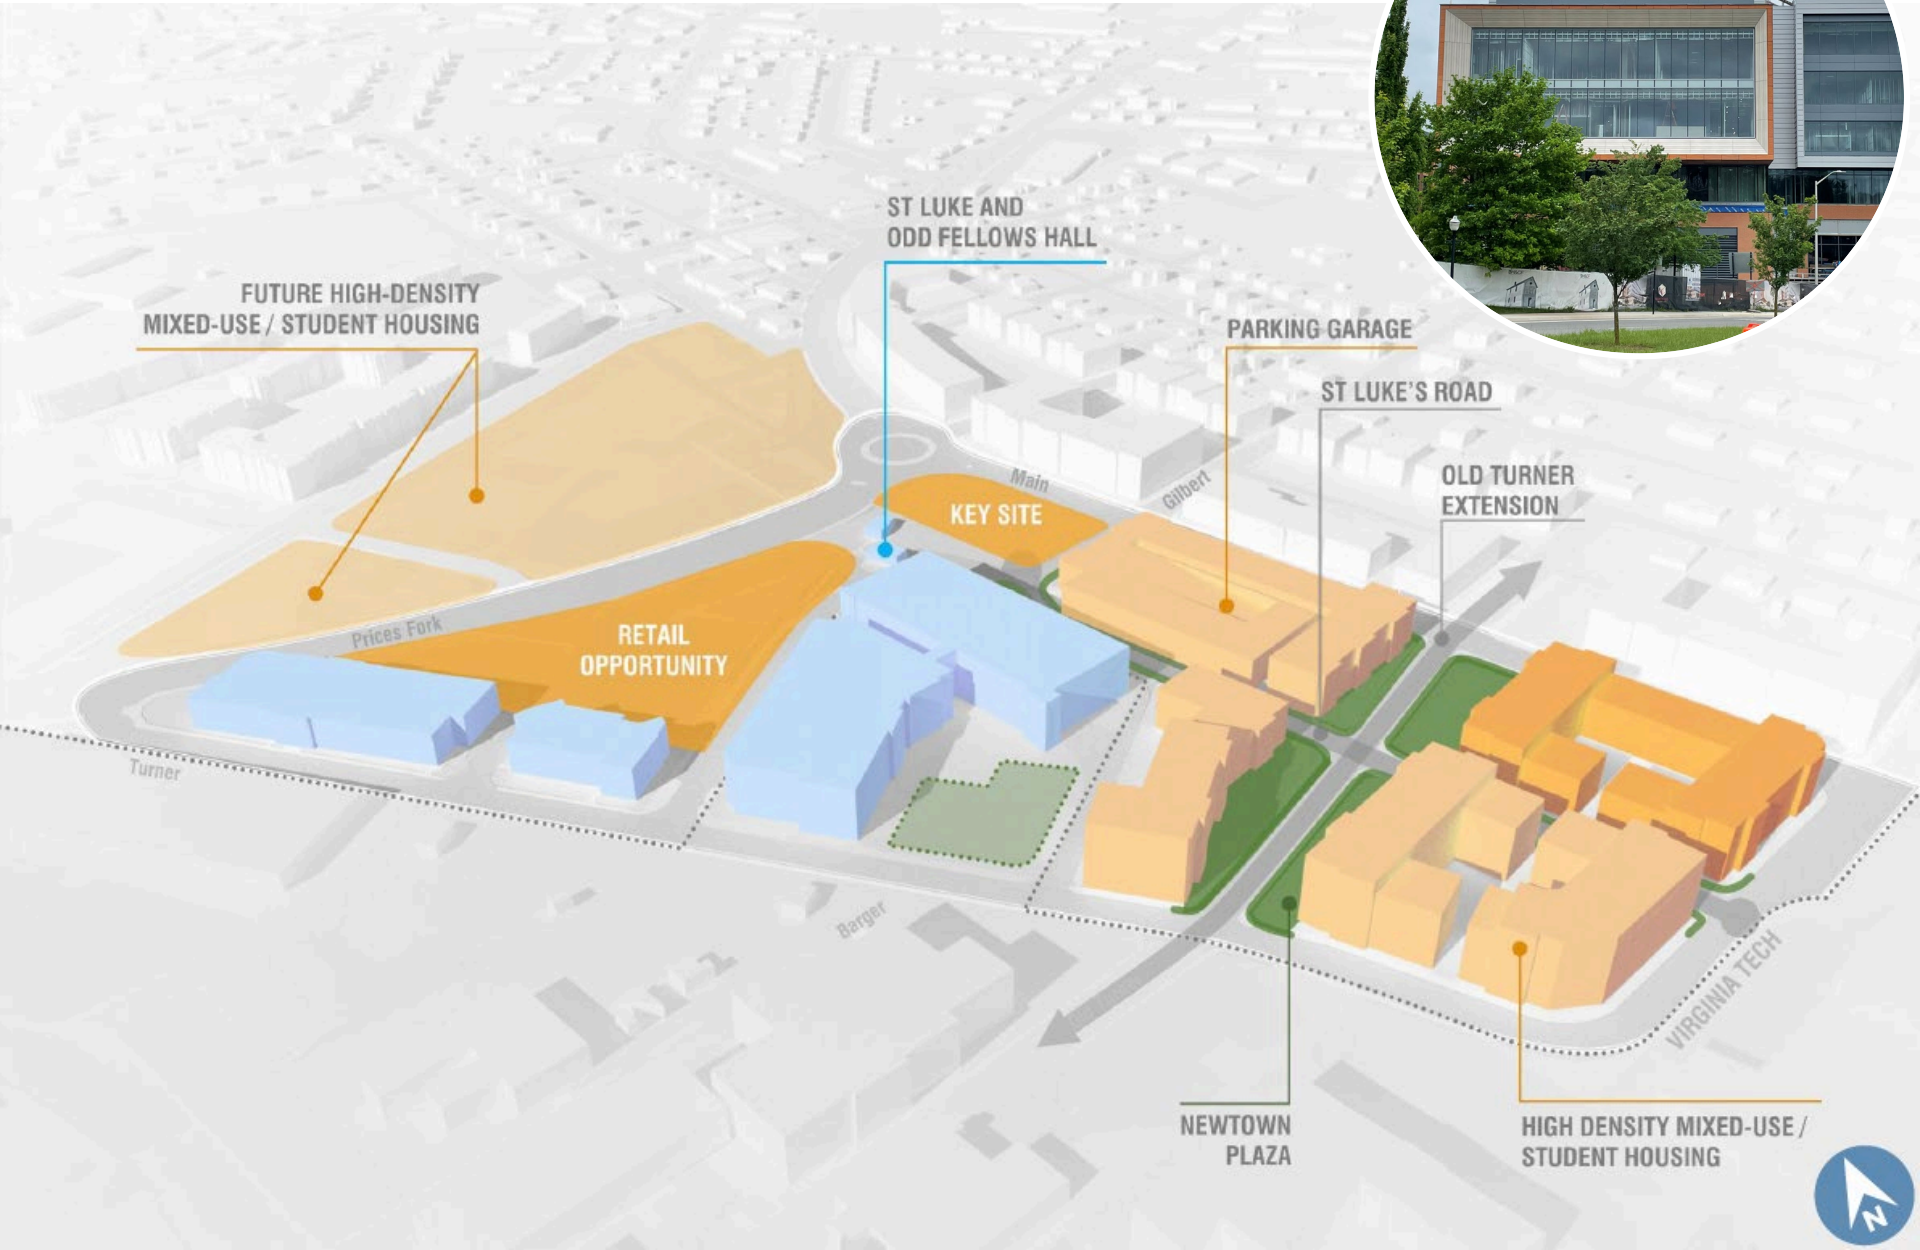 ST LUKE AND
ODD FELLOWS HALL
FUTURE HIGH-DENSITY
MIXED-USE / STUDENT HOUSING
PARKING GARAGE
ST LUKE'S ROAD
OLD TURNER
EXTENSION
Main
Gilbert
KEY SITE
RETAIL
OPPORTUNITY
Prices Fork
Turner
Barger
VIRGINIA TECH
NEWTOWN
PLAZA
HIGH DENSITY MIXED-USE /
STUDENT HOUSING
N